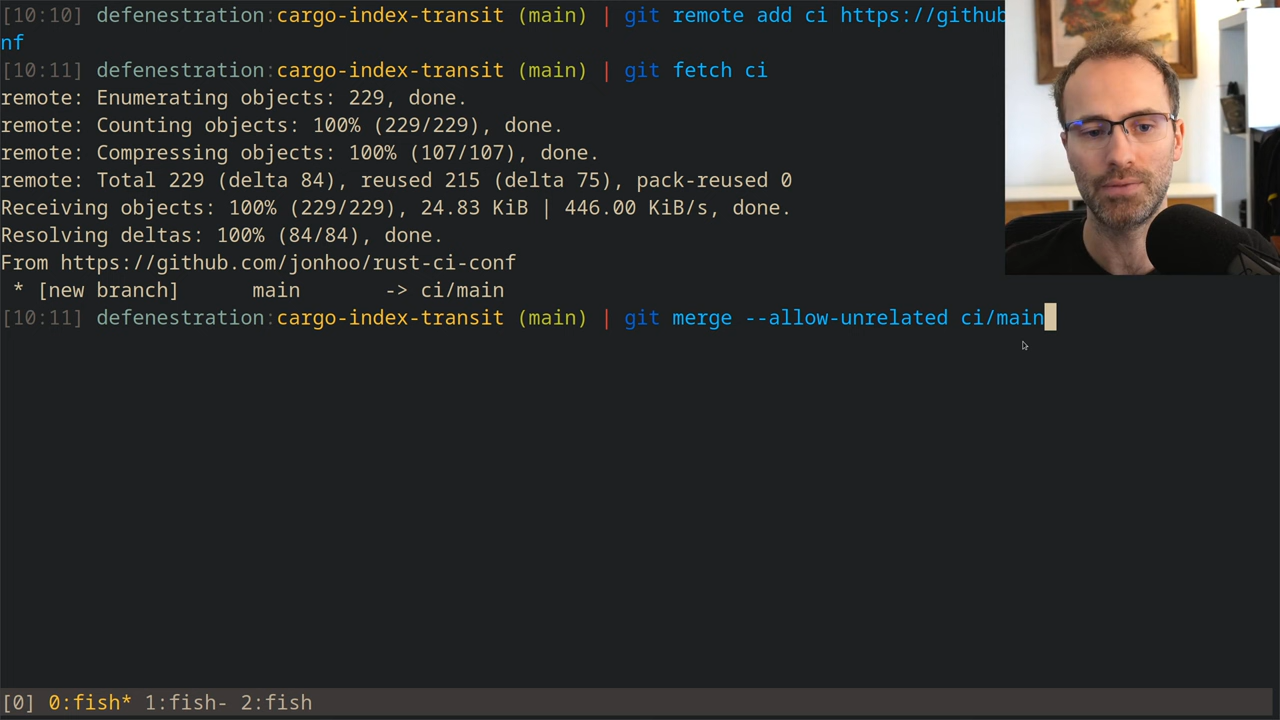 [10:10] defenestration:cargo-index-transit (main) | git remote add ci https://github
nf
[10:11] defenestration:cargo-index-transit (main) | git fetch ci
remote: Enumerating objects: 229, done.
remote: Counting objects: 100% (229/229), done.
remote: Compressing objects: 100% (107/107), done.
remote: Total 229 (delta 84), reused 215 (delta 75), pack-reused 0
Receiving objects: 100% (229/229), 24.83 KiB | 446.00 KiB/s, done.
Resolving deltas: 100% (84/84), done.
From https://github.com/jonhoo/rust-ci-conf
 * [new branch]      main       -> ci/main
[10:11] defenestration:cargo-index-transit (main) | git merge --allow-unrelated ci/main
[0] 0:fish* 1:fish- 2:fish